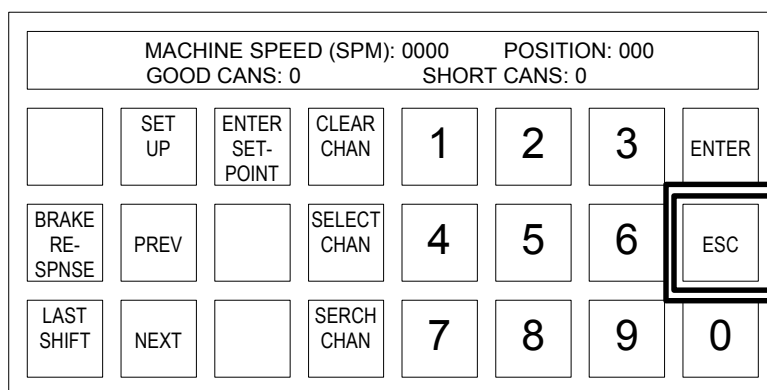 MACHINE SPEED (SPM): 0000 POSITION: 000
GOOD CANS: 0 SHORT CANS: 0
SET
UP
ENTER
SET-
POINT
CLEAR
CHAN
1
2
3
ENTER
BRAKE
RE-
SPNSE
PREV
SELECT
CHAN
4
5
6
ESC
LAST
SHIFT
NEXT
SERCH
CHAN
7
8
9
0